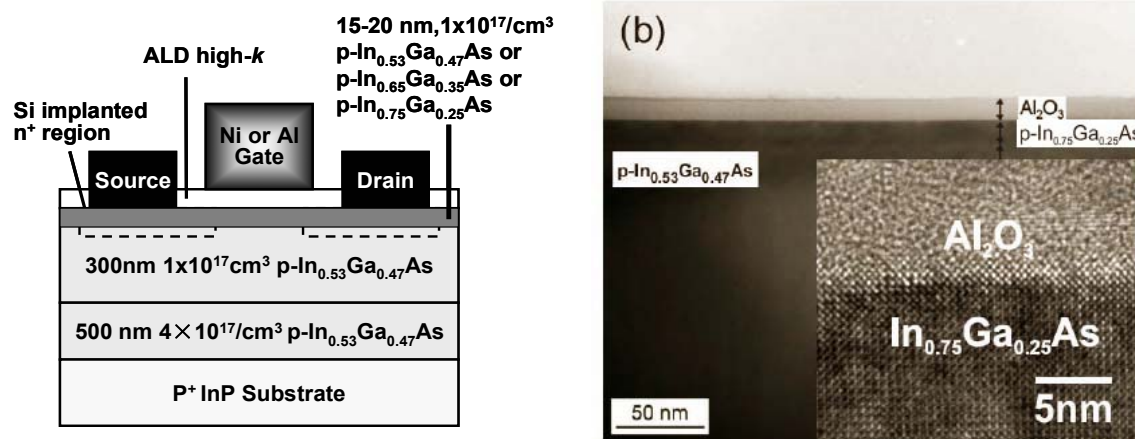 15-20 nm,1x10¹⁷/cm³
p-In₀.₅₃Ga₀.₄₇As or
p-In₀.₆₅Ga₀.₃₅As or
p-In₀.₇₅Ga₀.₂₅As
ALD high-k
Si implanted
n⁺ region
Ni or Al
Gate
Source
Drain
300nm 1x10¹⁷cm³ p-In₀.₅₃Ga₀.₄₇As
500 nm 4×10¹⁷/cm³ p-In₀.₅₃Ga₀.₄₇As
P⁺ InP Substrate
(b)
Al₂O₃
p-In₀.₇₅Ga₀.₂₅As
p-In₀.₅₃Ga₀.₄₇As
Al₂O₃
In₀.₇₅Ga₀.₂₅As
50 nm
5nm